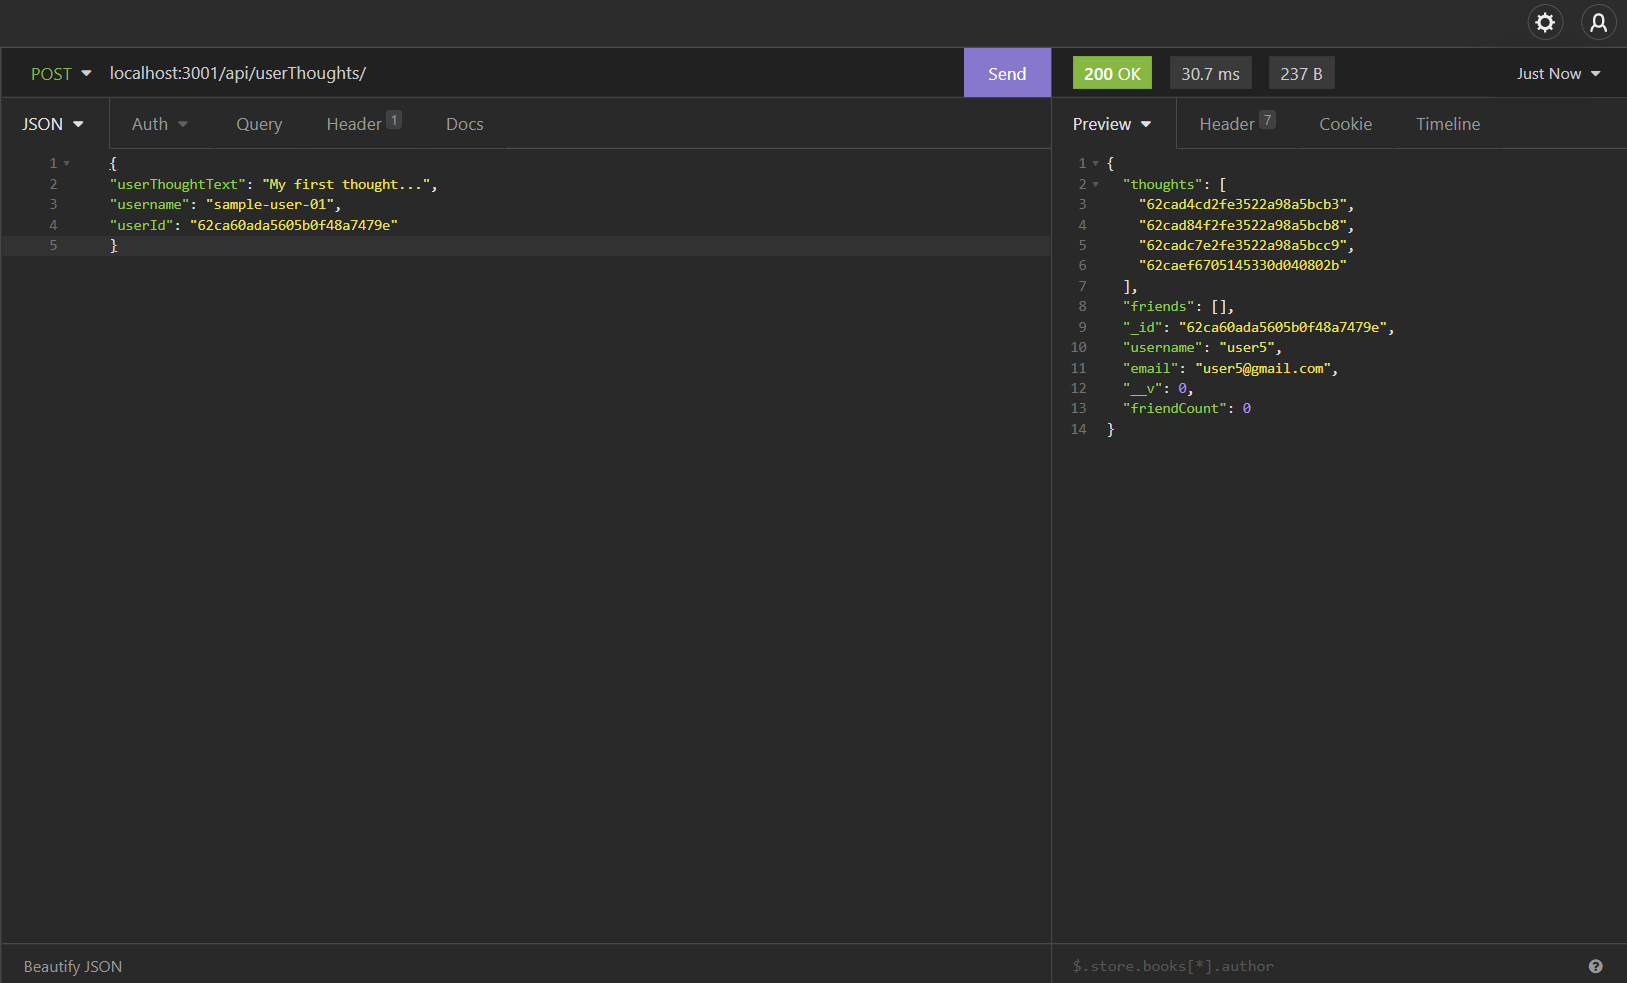 POST localhost:3001/api/userThoughts/ Send 200 OK 30.7 ms 237 B Just Now
JSON Auth Query Header 1 Docs Preview Header 7 Cookie Timeline
1 {
2 "userThoughtText": "My first thought...",
3 "username": "sample-user-01",
4 "userId": "62ca60ada5605b0f48a7479e"
5 }
1 {
2 "thoughts": [
3 "62cad4cd2fe3522a98a5bcb3",
4 "62cad84f2fe3522a98a5bcb8",
5 "62cadc7e2fe3522a98a5bcc9",
6 "62caef6705145330d040802b"
7 ],
8 "friends": [],
9 "_id": "62ca60ada5605b0f48a7479e",
10 "username": "user5",
11 "email": "user5@gmail.com",
12 "__v": 0,
13 "friendCount": 0
14 }
Beautify JSON $.store.books[*].author ?